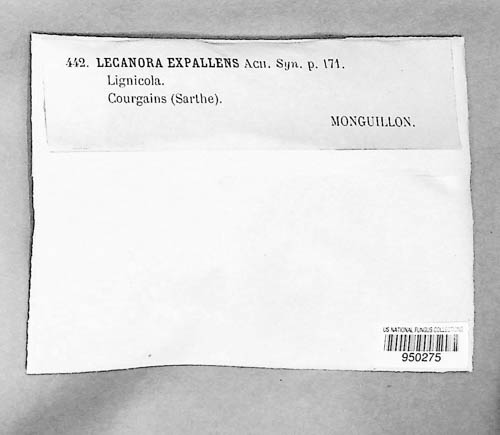 442. LECANORA EXPALLENS Ach. Syn. p. 171.
Lignicola.
Courgains (Sarthe).
MONGUILLON.
US NATIONAL FUNGUS COLLECTIONS
950275